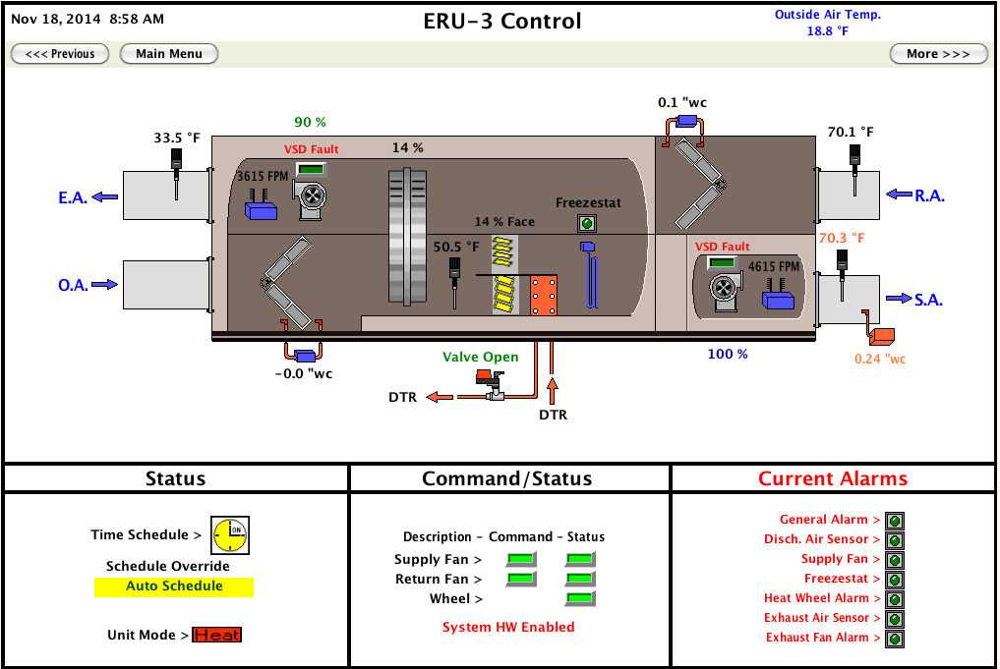 Nov 18, 2014  8:58 AM
ERU-3 Control
Outside Air Temp.
18.8 °F
<<< Previous
Main Menu
More >>>
0.1 "wc
90 %
33.5 °F
70.1 °F
VSD Fault
14 %
3615 FPM
E.A.
R.A.
Freezestat
14 % Face
50.5 °F
70.3 °F
VSD Fault
4615 FPM
O.A.
S.A.
Valve Open
100 %
0.24 "wc
-0.0 "wc
DTR
DTR
Status
Command/Status
Current Alarms
Time Schedule >
ON
Schedule Override
Auto Schedule
Unit Mode > Heat
Description - Command - Status
Supply Fan >
Return Fan >
Wheel >
System HW Enabled
General Alarm >
Disch. Air Sensor >
Supply Fan >
Freezestat >
Heat Wheel Alarm >
Exhaust Air Sensor >
Exhaust Fan Alarm >